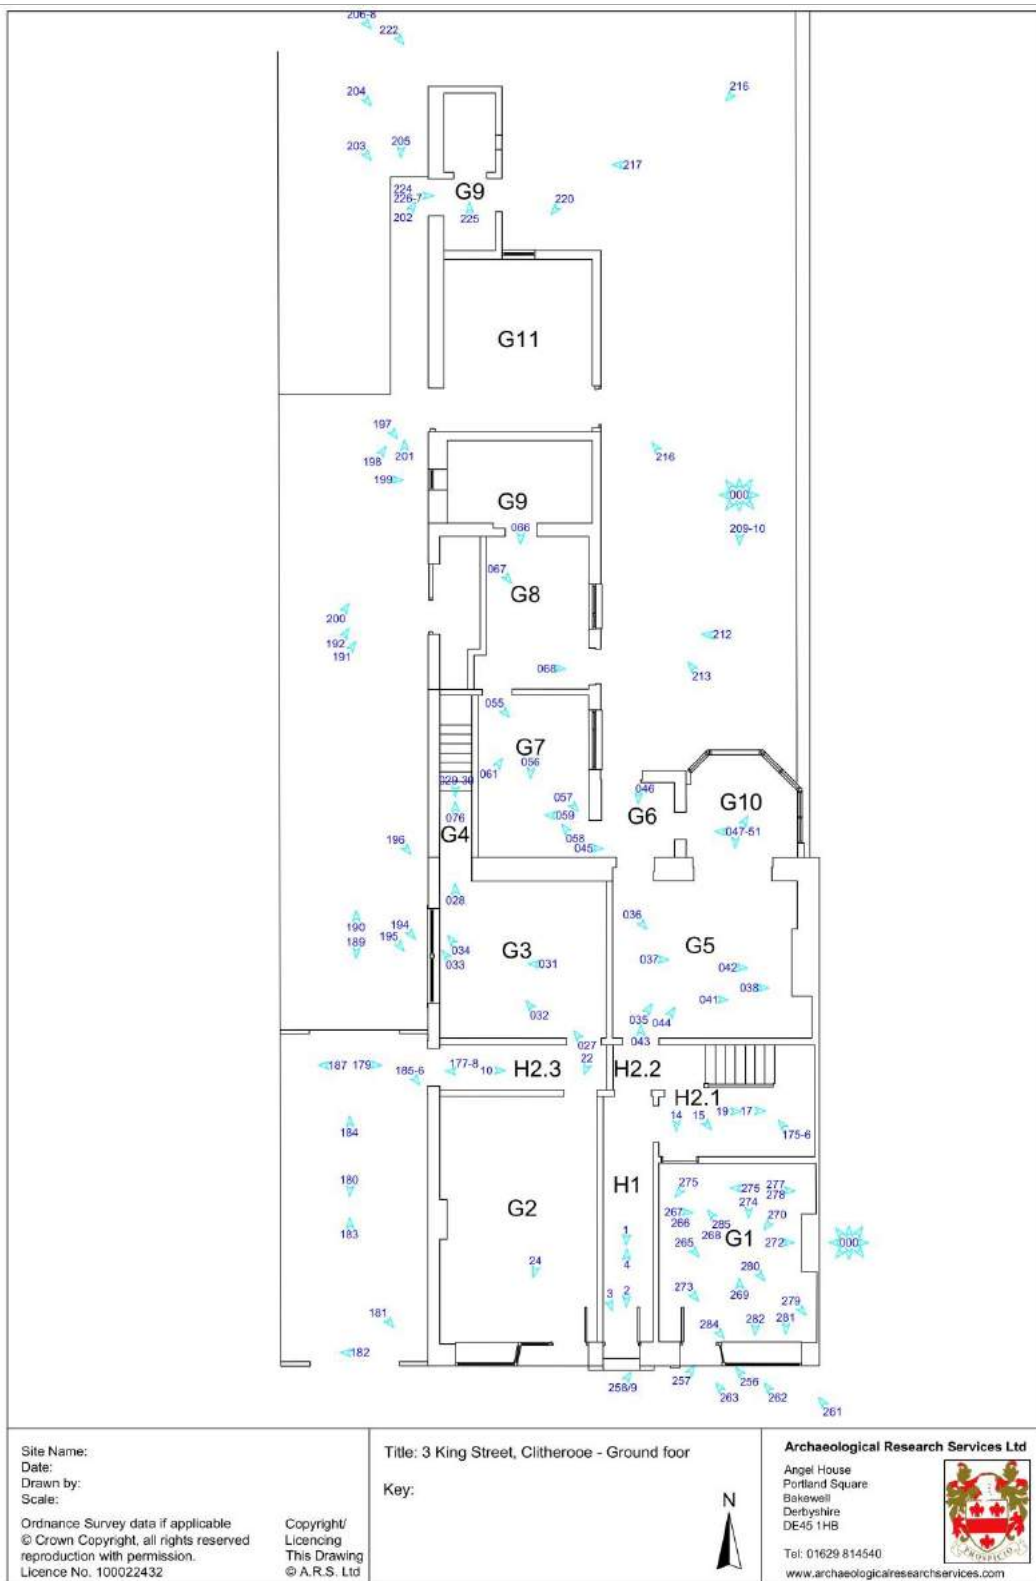 206-8
222
204
216
203
205
217
224
226-7
202
G9
225
220
G11
197
198
201
216
199
000
G9
066
209-10
067
G8
200
192
191
212
068
213
055
G7
061
056
029-30
046
057
G10
076
059
G6
G4
047-51
058
045
196
028
036
190
194
189
195
034
G3
G5
033
031
037
042
038
041
032
035
044
027
043
22
187
179
177-8
10
H2.3
H2.2
185-6
H2.1
14
15
19
17
184
175-6
H1
275
275
277
180
278
G2
267
274
270
266
285
183
1
268
G1
265
272
000
4
24
280
3
2
273
269
279
181
284
282
281
182
258/9
257
256
263
262
261
Site Name:
Date:
Drawn by:
Scale:
Ordnance Survey data if applicable
© Crown Copyright, all rights reserved
reproduction with permission.
Licence No. 100022432
Copyright/
Licencing
This Drawing
© A.R.S. Ltd
Title: 3 King Street, Clitherooe - Ground foor
Key:
N
Archaeological Research Services Ltd
Angel House
Portland Square
Bakewell
Derbyshire
DE45 1HB
Tel: 01629 814540
www.archaeologicalresearchservices.com
PROSPICIO